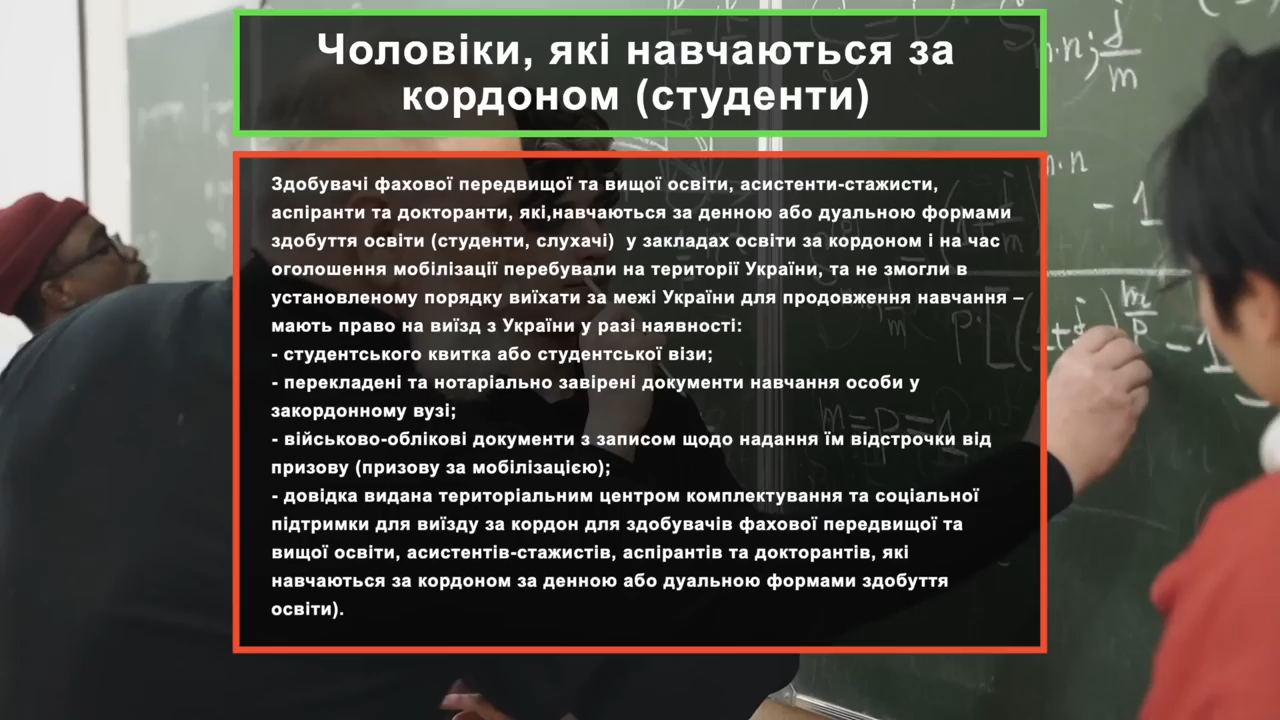 Чоловіки, які навчаються за
кордоном (студенти)
Здобувачі фахової передвищої та вищої освіти, асистенти-стажисти,
аспіранти та докторанти, які,навчаються за денною або дуальною формами
здобуття освіти (студенти, слухачі) у закладах освіти за кордоном і на час
оголошення мобілізації перебували на території України, та не змогли в
установленому порядку виїхати за межі України для продовження навчання –
мають право на виїзд з України у разі наявності:
- студентського квитка або студентської візи;
- перекладені та нотаріально завірені документи навчання особи у
закордонному вузі;
- військово-облікові документи з записом щодо надання їм відстрочки від
призову (призову за мобілізацією);
- довідка видана територіальним центром комплектування та соціальної
підтримки для виїзду за кордон для здобувачів фахової передвищої та
вищої освіти, асистентів-стажистів, аспірантів та докторантів, які
навчаються за кордоном за денною або дуальною формами здобуття
освіти).
m=p=1